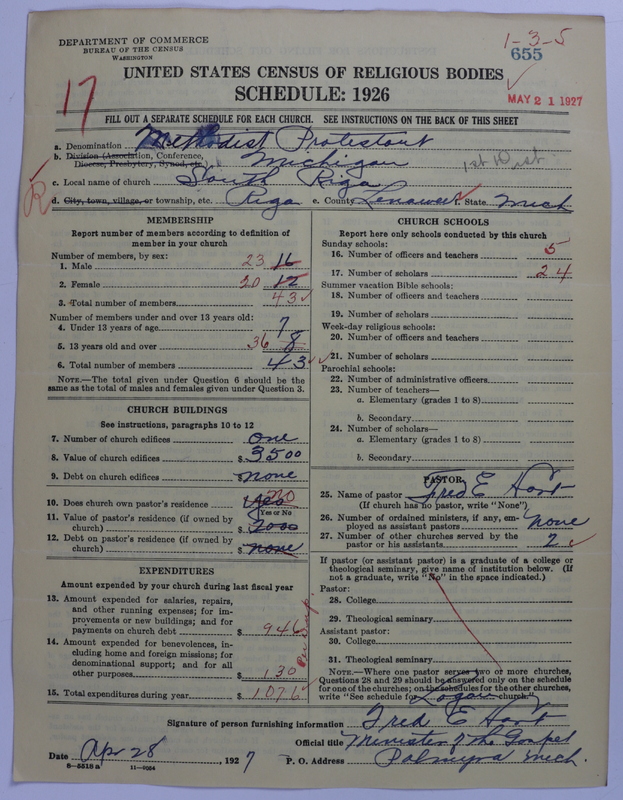 DEPARTMENT OF COMMERCE
BUREAU OF THE CENSUS
WASHINGTON
1-3-5
655
UNITED STATES CENSUS OF RELIGIOUS BODIES
SCHEDULE: 1926
MAY 21 1927
17
FILL OUT A SEPARATE SCHEDULE FOR EACH CHURCH. SEE INSTRUCTIONS ON THE BACK OF THIS SHEET
a. Denomination Methodist Protestant
b. Division (Association, Conference, Diocese, Presbytery, Synod, etc.) Michigan
1st Dist
c. Local name of church South Riga
d. City, town, village, or township, etc. Riga e. County Lenawee f. State Mich
MEMBERSHIP
Report number of members according to definition of
member in your church
Number of members, by sex:
1. Male 23 16
2. Female 20 12
3. Total number of members 43
Number of members under and over 13 years old:
4. Under 13 years of age 7
5. 13 years old and over 36 8
6. Total number of members 43
NOTE.—The total given under Question 6 should be the
same as the total of males and females given under Question 3.
CHURCH BUILDINGS
See instructions, paragraphs 10 to 12
7. Number of church edifices one
8. Value of church edifices $ 3500
9. Debt on church edifices $ none
10. Does church own pastor's residence Yes no
(Yes or No)
11. Value of pastor's residence (if owned by
church) $ 2000
12. Debt on pastor's residence (if owned by
church) $ none
EXPENDITURES
Amount expended by your church during last fiscal year
13. Amount expended for salaries, repairs,
and other running expenses; for im-
provements or new buildings; and for
payments on church debt $ 946
14. Amount expended for benevolences, in-
cluding home and foreign missions; for
denominational support; and for all
other purposes $ 130
15. Total expenditures during year $ 1076
CHURCH SCHOOLS
Report here only schools conducted by this church
Sunday schools:
16. Number of officers and teachers 5
17. Number of scholars 24
Summer vacation Bible schools:
18. Number of officers and teachers
19. Number of scholars
Week-day religious schools:
20. Number of officers and teachers
21. Number of scholars
Parochial schools:
22. Number of administrative officers
23. Number of teachers—
a. Elementary (grades 1 to 8)
b. Secondary
24. Number of scholars—
a. Elementary (grades 1 to 8)
b. Secondary
PASTOR
25. Name of pastor Fred E Hart
(If church has no pastor, write "None")
26. Number of ordained ministers, if any, em-
ployed as assistant pastors none
27. Number of other churches served by the
pastor or his assistants 2
If pastor (or assistant pastor) is a graduate of a college or
theological seminary, give name of institution below. (If
not a graduate, write "No" in the space indicated.)
Pastor:
28. College
29. Theological seminary
Assistant pastor:
30. College
31. Theological seminary
NOTE.—Where one pastor serves two or more churches,
Questions 28 and 29 should be answered only on the schedule
for one of the churches; on the schedules for the other churches,
write "See schedule for Logan church."
Signature of person furnishing information Fred E Hart
Official title Minister of the Gospel
Date Apr 28, 1927 P. O. Address Palmyra Mich.
8-5518 a 11-9054